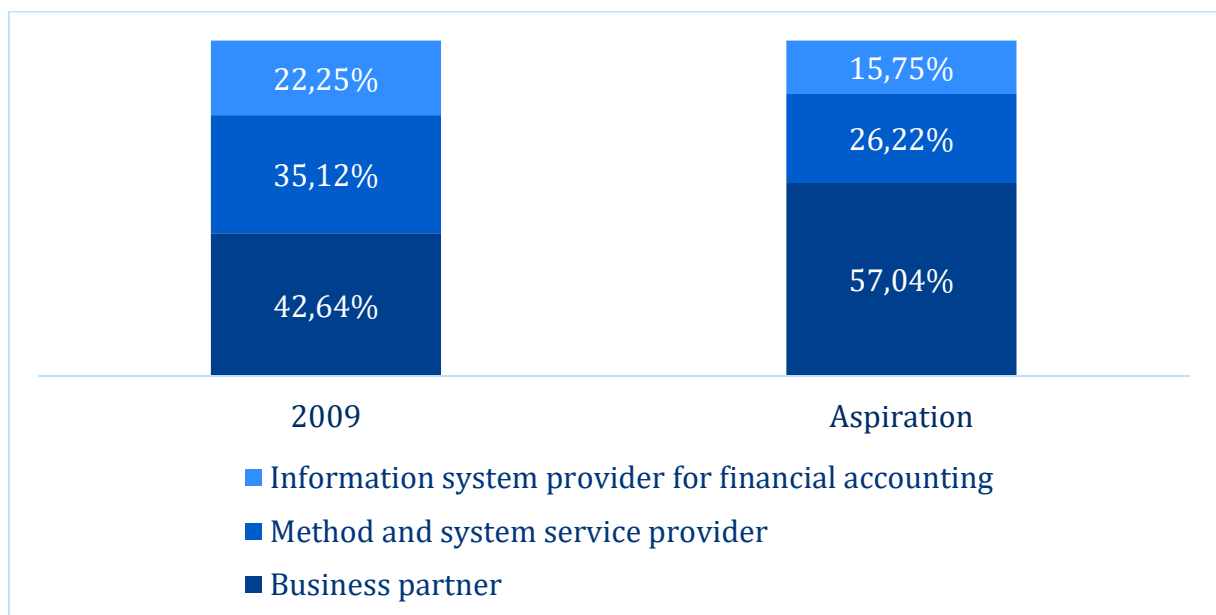 22,25%
15,75%
35,12%
26,22%
42,64%
57,04%
2009
Aspiration
Information system provider for financial accounting
Method and system service provider
Business partner